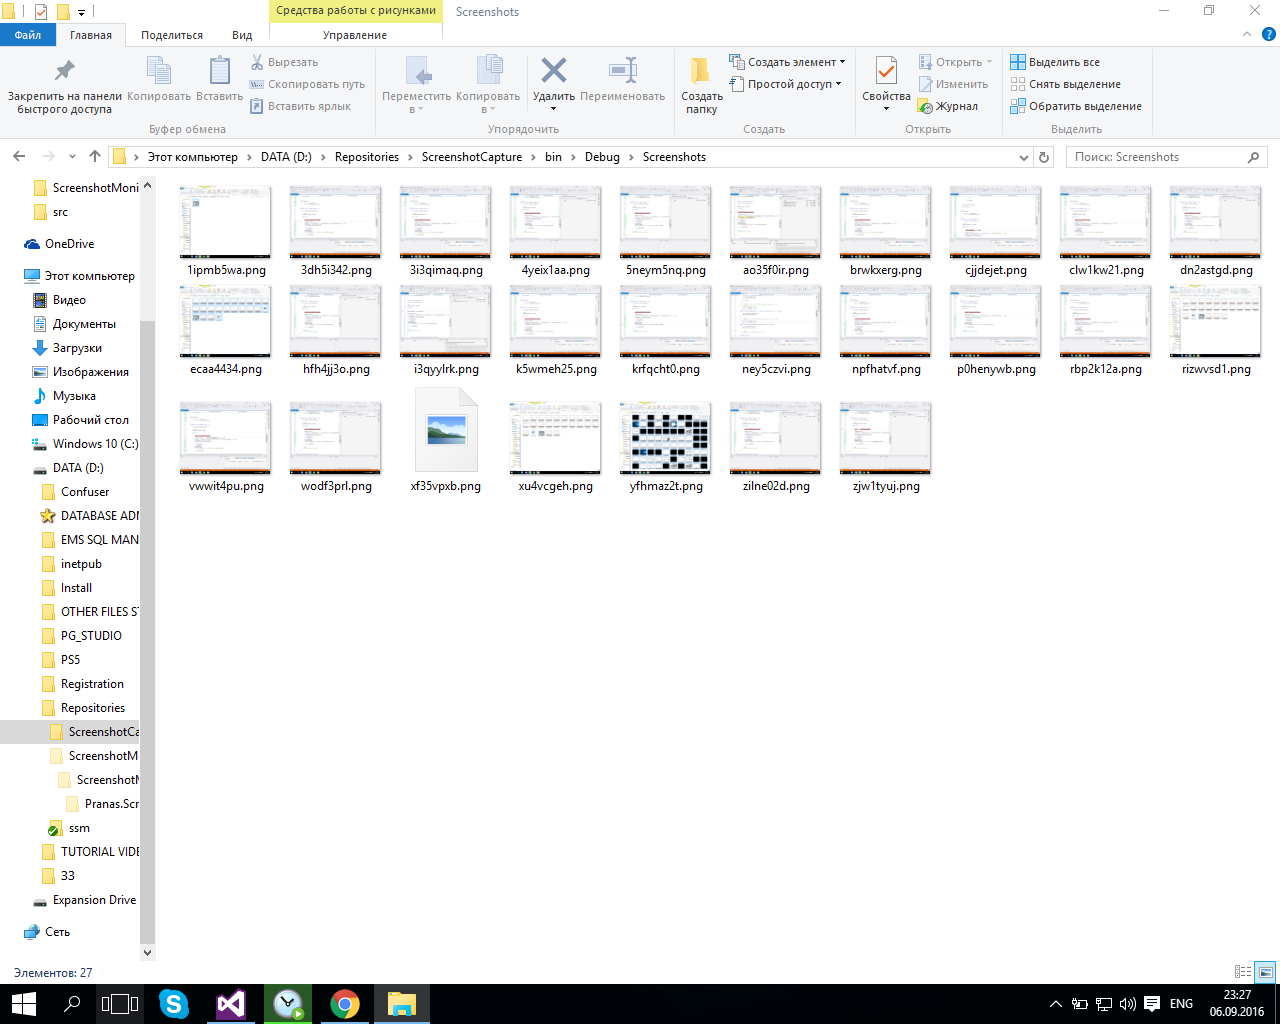 Средства работы с рисунками
Screenshots
Файл
Главная
Поделиться
Вид
Управление
Закрепить на панели
быстрого доступа
Копировать
Вставить
Вырезать
Скопировать путь
Вставить ярлык
Буфер обмена
Переместить
в
Копировать
в
Удалить
Переименовать
Упорядочить
Создать
папку
Создать элемент
Простой доступ
Создать
Свойства
Открыть
Изменить
Журнал
Открыть
Выделить все
Снять выделение
Обратить выделение
Выделить
Этот компьютер
DATA (D:)
Repositories
ScreenshotCapture
bin
Debug
Screenshots
Поиск: Screenshots
ScreenshotMoni
src
OneDrive
Этот компьютер
Видео
Документы
Загрузки
Изображения
Музыка
Рабочий стол
Windows 10 (C:)
DATA (D:)
Confuser
DATABASE ADM
EMS SQL MAN
inetpub
Install
OTHER FILES ST
PG_STUDIO
PS5
Registration
Repositories
ScreenshotCa
ScreenshotM
ScreenshotM
Pranas.Scr
ssm
TUTORIAL VIDE
33
Expansion Drive
Сеть
1ipmb5wa.png
3dh5i342.png
3i3qimaq.png
4yeix1aa.png
5neym5nq.png
ao35f0ir.png
brwkxerg.png
cjjdejet.png
clw1kw21.png
dn2astgd.png
ecaa4434.png
hfh4jj3o.png
i3qyylrk.png
k5wmeh25.png
krfqcht0.png
ney5czvi.png
npfhatvf.png
p0henywb.png
rbp2k12a.png
rizwvsd1.png
vwwit4pu.png
wodf3prl.png
xf35vpxb.png
xu4vcgeh.png
yfhmaz2t.png
zilne02d.png
zjw1tyuj.png
Элементов: 27
ENG
23:27
06.09.2016